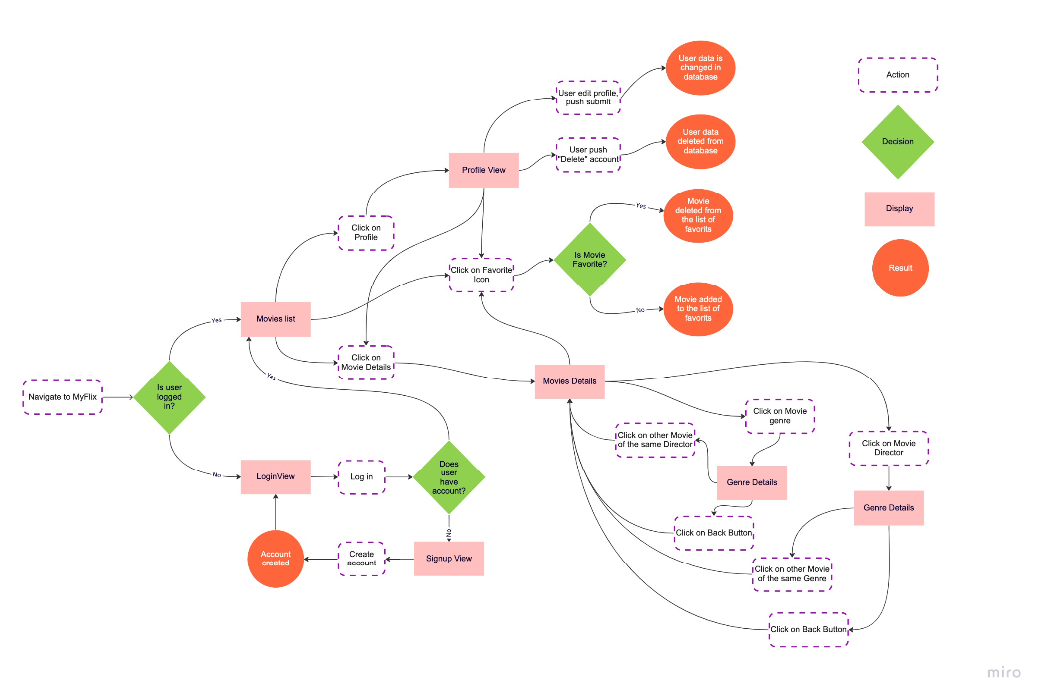 User data is
changed in
database
User edit profile,
push submit
Action
User data
deleted from
database
Decision
User push
"Delete" account
Profile View
Movie
deleted from
the list of
favorits
Yes
Display
Click on
Profile
Is Movie
Favorite?
Click on Favorite
Icon
Result
Movie added
to the list of
favorits
No
Movies list
Yes
Click on
Movie Details
Yes
Movies Details
Navigate to MyFlix
Is user
logged
in?
Click on Movie
genre
Click on other Movie
of the same Director
Click on Movie
Director
No
LoginView
Log in
Does
user
have
account?
Genre Details
Genre Details
No
Click on Back Button
Account
created
Create
account
Signup View
Click on other Movie
of the same Genre
Click on Back Button
miro